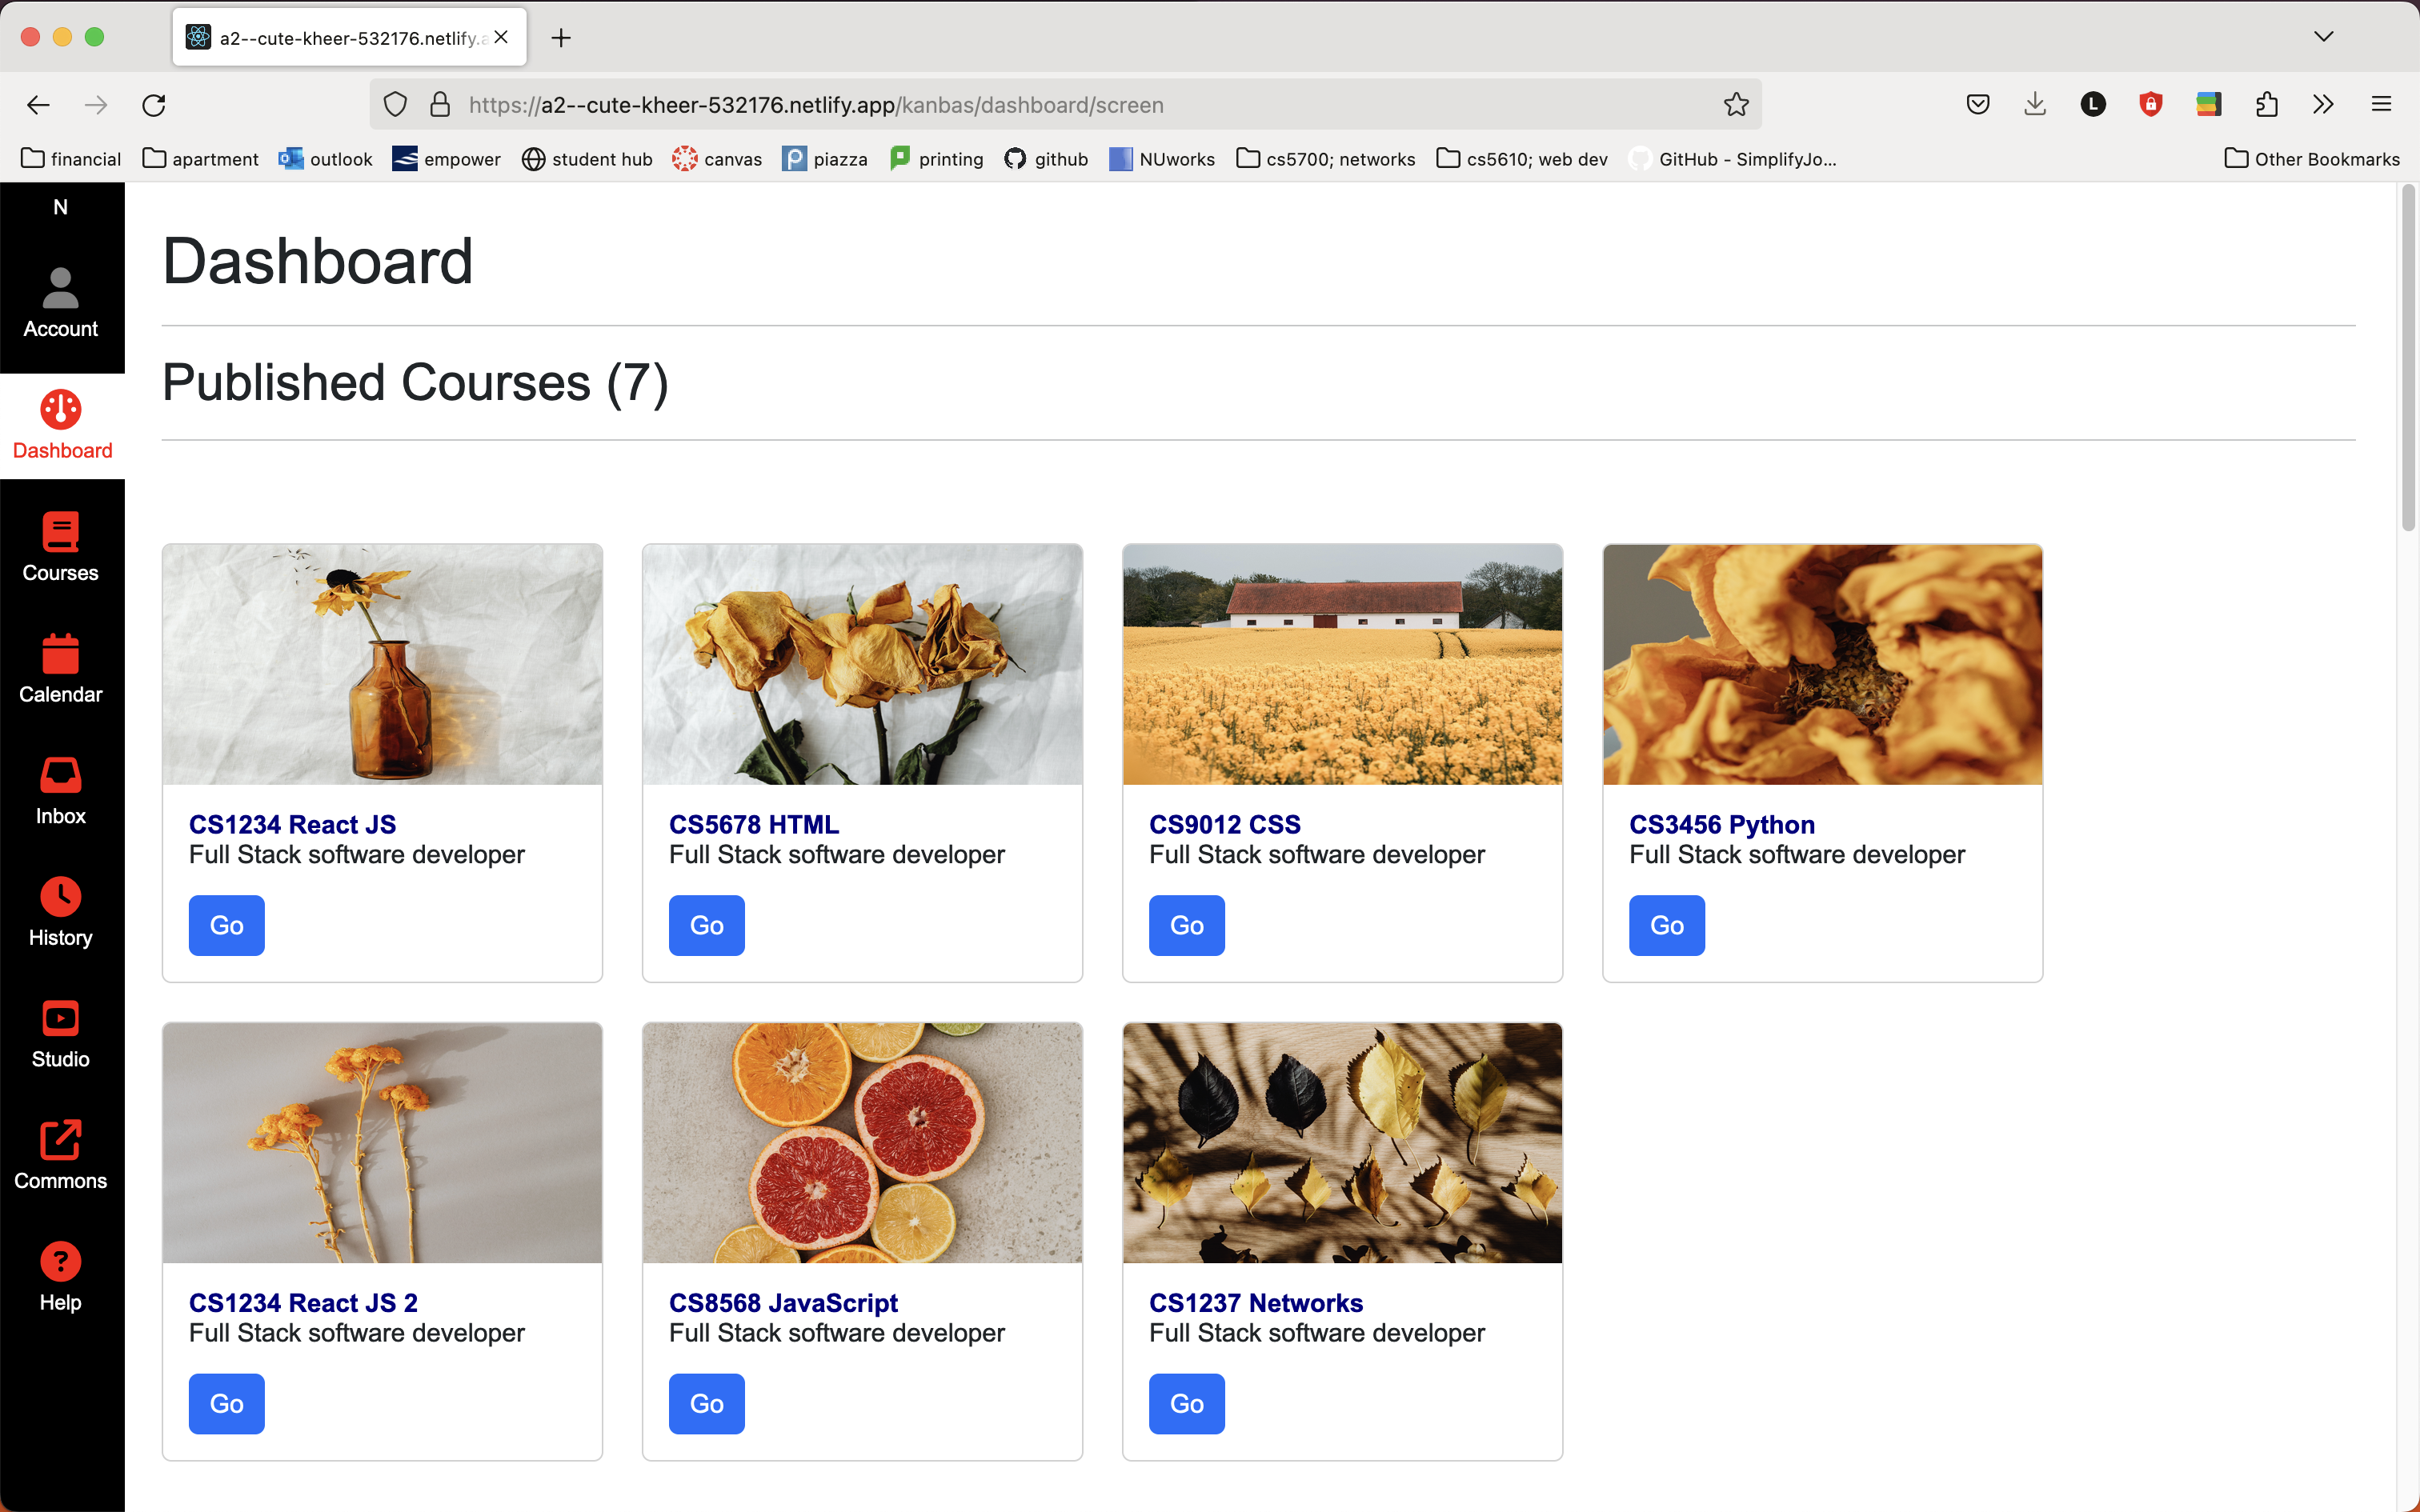 a2--cute-kheer-532176.netlify.a
https://a2--cute-kheer-532176.netlify.app/kanbas/dashboard/screen
L
financial apartment outlook empower student hub canvas piazza printing github NUworks cs5700; networks cs5610; web dev GitHub - SimplifyJo... Other Bookmarks
N
Account
Dashboard
Courses
Calendar
Inbox
History
Studio
Commons
Help
Dashboard
Published Courses (7)
CS1234 React JS
Full Stack software developer
Go
CS5678 HTML
Full Stack software developer
Go
CS9012 CSS
Full Stack software developer
Go
CS3456 Python
Full Stack software developer
Go
CS1234 React JS 2
Full Stack software developer
Go
CS8568 JavaScript
Full Stack software developer
Go
CS1237 Networks
Full Stack software developer
Go